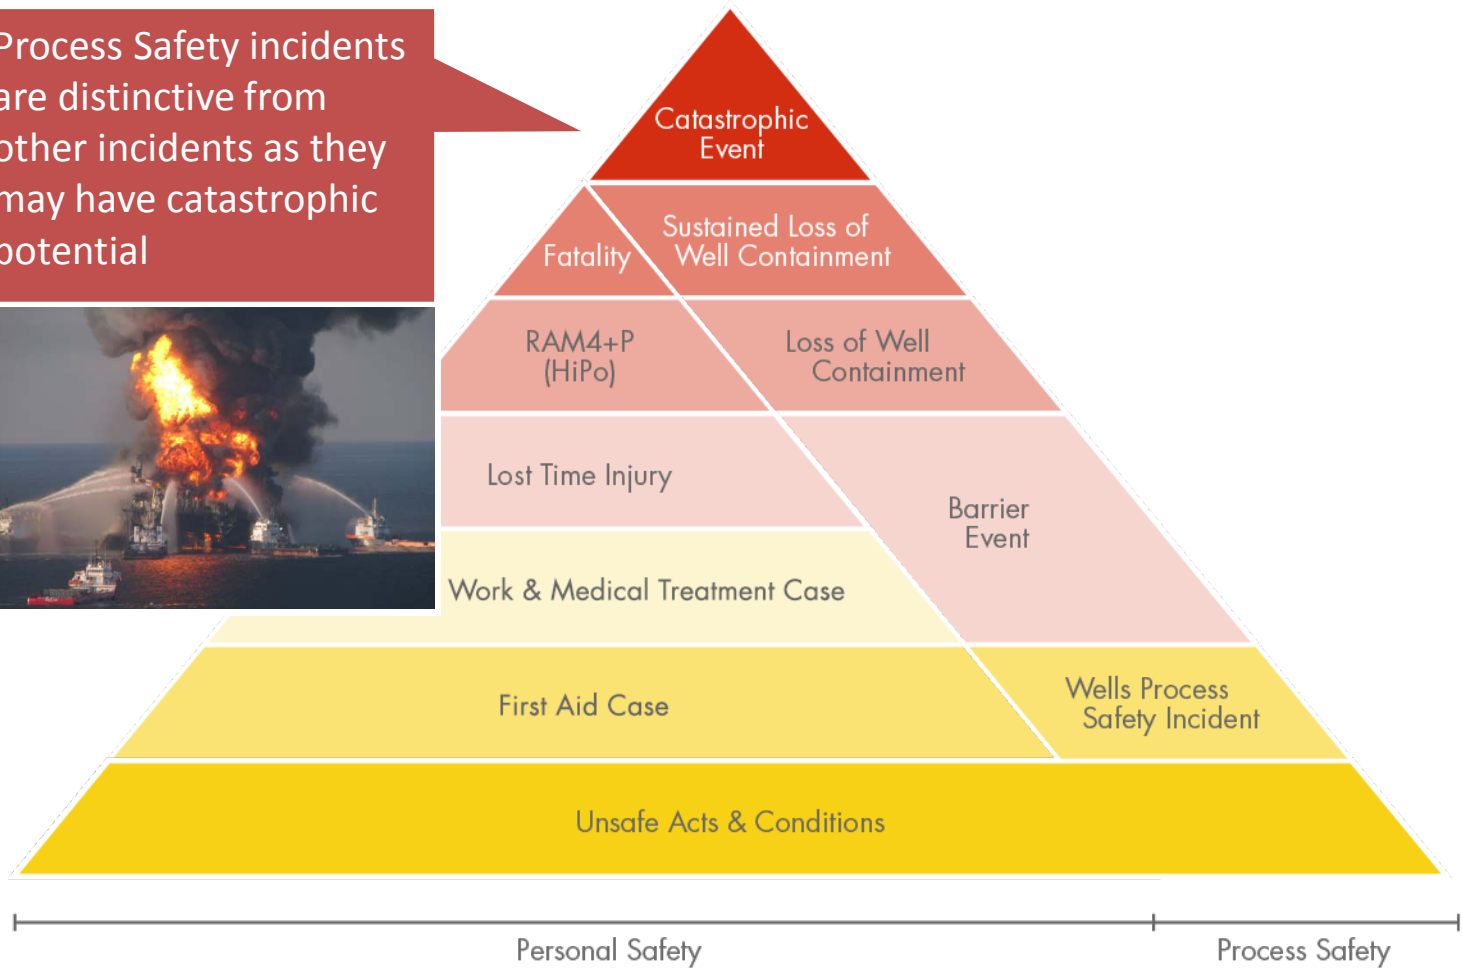 Process Safety incidents
are distinctive from
other incidents as they
may have catastrophic
potential
Catastrophic
Event
Fatality
Sustained Loss of
Well Containment
RAM4+P
(HiPo)
Loss of Well
Containment
Lost Time Injury
Barrier
Event
Work & Medical Treatment Case
First Aid Case
Wells Process
Safety Incident
Unsafe Acts & Conditions
Personal Safety
Process Safety